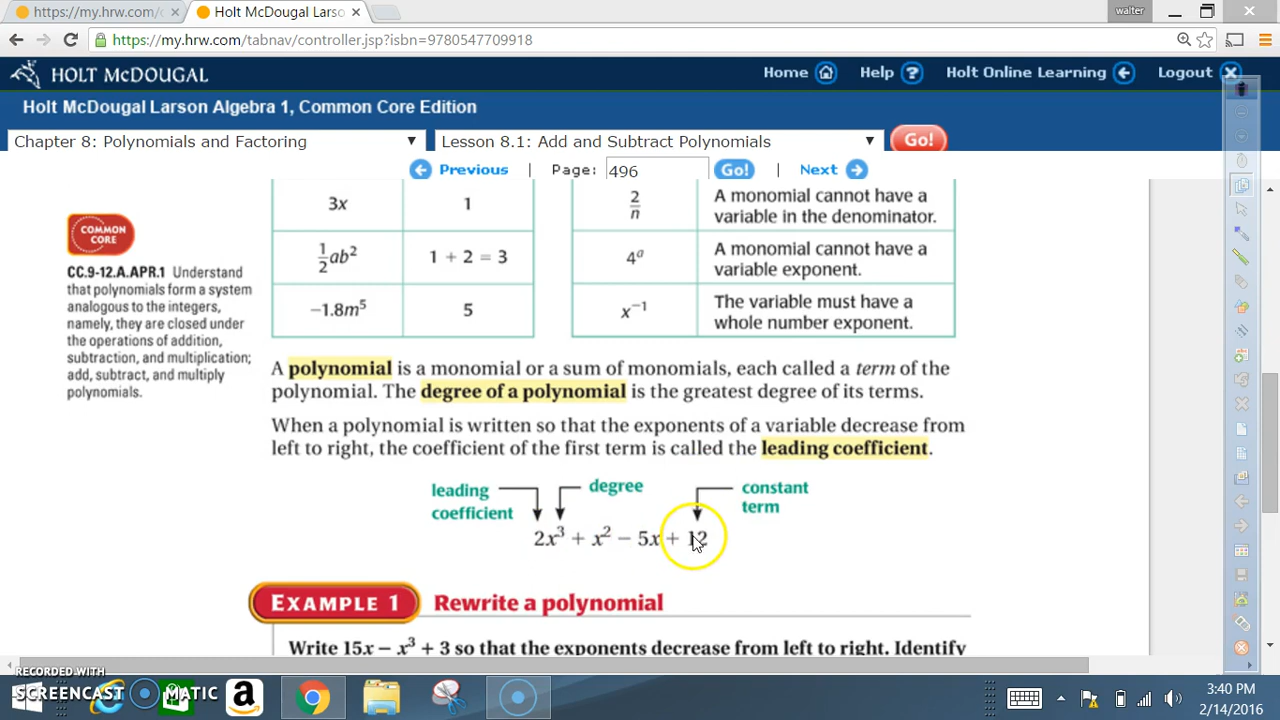 https://my.hrw.com/
Holt McDougal Larso
walter
https://my.hrw.com/tabnav/controller.jsp?isbn=9780547709918
HOLT MCDOUGAL
Home
Help
Holt Online Learning
Logout
Holt McDougal Larson Algebra 1, Common Core Edition
Chapter 8: Polynomials and Factoring
Lesson 8.1: Add and Subtract Polynomials
Go!
Previous | Page: 496 Go! | Next
3x 1
2/n A monomial cannot have a
variable in the denominator.
COMMON
CORE
CC.9-12.A.APR.1 Understand
that polynomials form a system
analogous to the integers,
namely, they are closed under
the operations of addition,
subtraction, and multiplication;
add, subtract, and multiply
polynomials.
1/2 ab² 1 + 2 = 3
4ᵃ A monomial cannot have a
variable exponent.
−1.8m⁵ 5
x⁻¹ The variable must have a
whole number exponent.
A polynomial is a monomial or a sum of monomials, each called a term of the
polynomial. The degree of a polynomial is the greatest degree of its terms.
When a polynomial is written so that the exponents of a variable decrease from
left to right, the coefficient of the first term is called the leading coefficient.
leading
coefficient
degree
constant
term
2x³ + x² − 5x + 12
EXAMPLE 1 Rewrite a polynomial
Write 15x − x³ + 3 so that the exponents decrease from left to right. Identify
RECORDED WITH
SCREENCAST MATIC
3:40 PM
2/14/2016